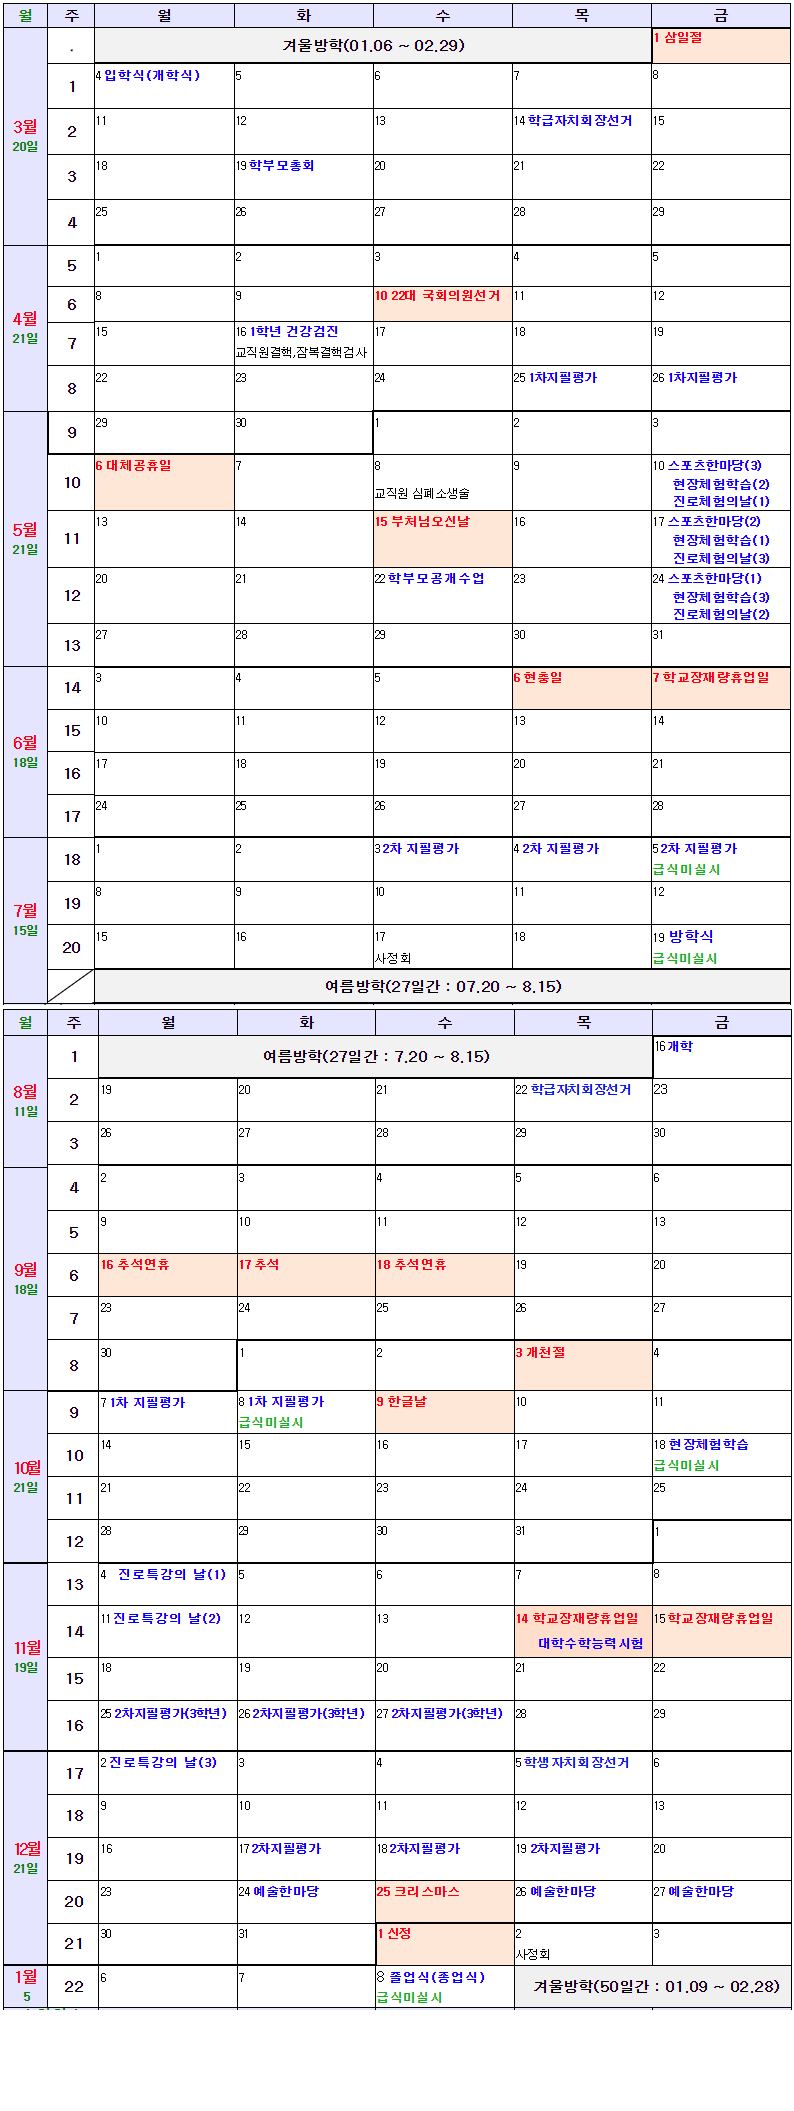 월 주 월 화 수 목 금
. 겨울방학(01.06 ~ 02.29) 1 삼일절
3월
20일
1 4 입학식(개학식) 5 6 7 8
2 11 12 13 14 학급자치회장선거 15
3 18 19 학부모총회 20 21 22
4 25 26 27 28 29
4월
21일
5 1 2 3 4 5
6 8 9 10 22대 국회의원선거 11 12
7 15 16 1학년 건강검진 17 18 19
교직원결핵,잠복결핵검사
8 22 23 24 25 1차지필평가 26 1차지필평가
5월
21일
9 29 30 1 2 3
10 6 대체공휴일 7 8 9 10 스포츠한마당(3)
교직원 심폐소생술 현장체험학습(2)
진로체험의날(1)
11 13 14 15 부처님오신날 16 17 스포츠한마당(2)
현장체험학습(1)
진로체험의날(3)
12 20 21 22 학부모공개수업 23 24 스포츠한마당(1)
현장체험학습(3)
진로체험의날(2)
13 27 28 29 30 31
6월
18일
14 3 4 5 6 현충일 7 학교장재량휴업일
15 10 11 12 13 14
16 17 18 19 20 21
17 24 25 26 27 28
7월
15일
18 1 2 3 2차 지필평가 4 2차 지필평가 5 2차 지필평가
급식미실시
19 8 9 10 11 12
20 15 16 17 18 19 방학식
사정회 급식미실시
여름방학(27일간 : 07.20 ~ 8.15)
월 주 월 화 수 목 금
8월
11일
1 여름방학(27일간 : 7.20 ~ 8.15) 16 개학
2 19 20 21 22 학급자치회장선거 23
3 26 27 28 29 30
9월
18일
4 2 3 4 5 6
5 9 10 11 12 13
6 16 추석연휴 17 추석 18 추석연휴 19 20
7 23 24 25 26 27
8 30 1 2 3 개천절 4
10월
21일
9 7 1차 지필평가 8 1차 지필평가 9 한글날 10 11
급식미실시
10 14 15 16 17 18 현장체험학습
급식미실시
11 21 22 23 24 25
12 28 29 30 31 1
11월
19일
13 4 진로특강의 날(1) 5 6 7 8
14 11 진로특강의 날(2) 12 13 14 학교장재량휴업일 15 학교장재량휴업일
대학수학능력시험
15 18 19 20 21 22
16 25 2차지필평가(3학년) 26 2차지필평가(3학년) 27 2차지필평가(3학년) 28 29
12월
21일
17 2 진로특강의 날(3) 3 4 5 학생자치회장선거 6
18 9 10 11 12 13
19 16 17 2차지필평가 18 2차지필평가 19 2차지필평가 20
20 23 24 예술한마당 25 크리스마스 26 예술한마당 27 예술한마당
21 30 31 1 신정 2 3
사정회
1월
5
22 6 7 8 졸업식(종업식) 겨울방학(50일간 : 01.09 ~ 02.28)
급식미실시